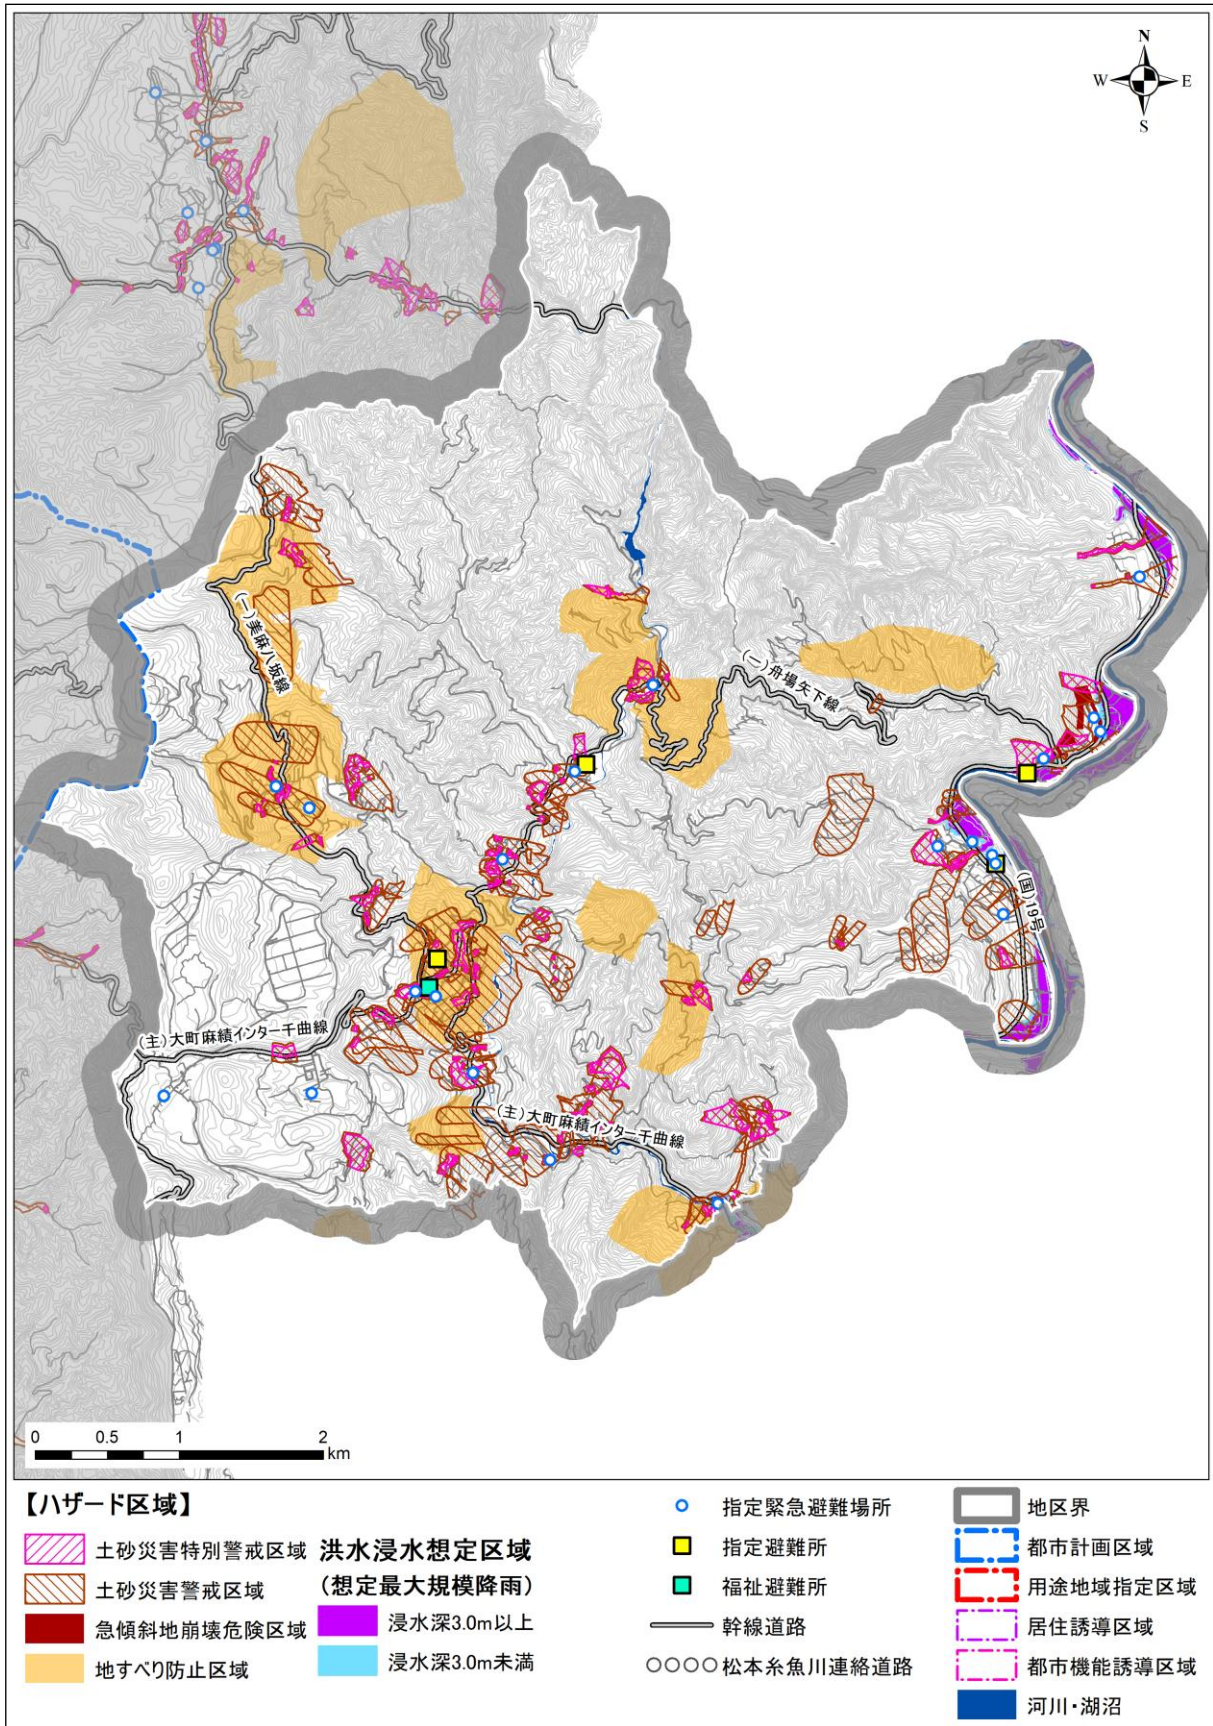 N
W E
S
(一)美麻八坂線
(一)舟場矢下線
(国)19号
(主)大町麻績インター千曲線
(主)大町麻績インター千曲線
0 0.5 1 2
km
【ハザード区域】
土砂災害特別警戒区域
土砂災害警戒区域
急傾斜地崩壊危険区域
地すべり防止区域
洪水浸水想定区域
(想定最大規模降雨)
浸水深3.0m以上
浸水深3.0m未満
指定緊急避難場所
指定避難所
福祉避難所
幹線道路
松本糸魚川連絡道路
地区界
都市計画区域
用途地域指定区域
居住誘導区域
都市機能誘導区域
河川・湖沼